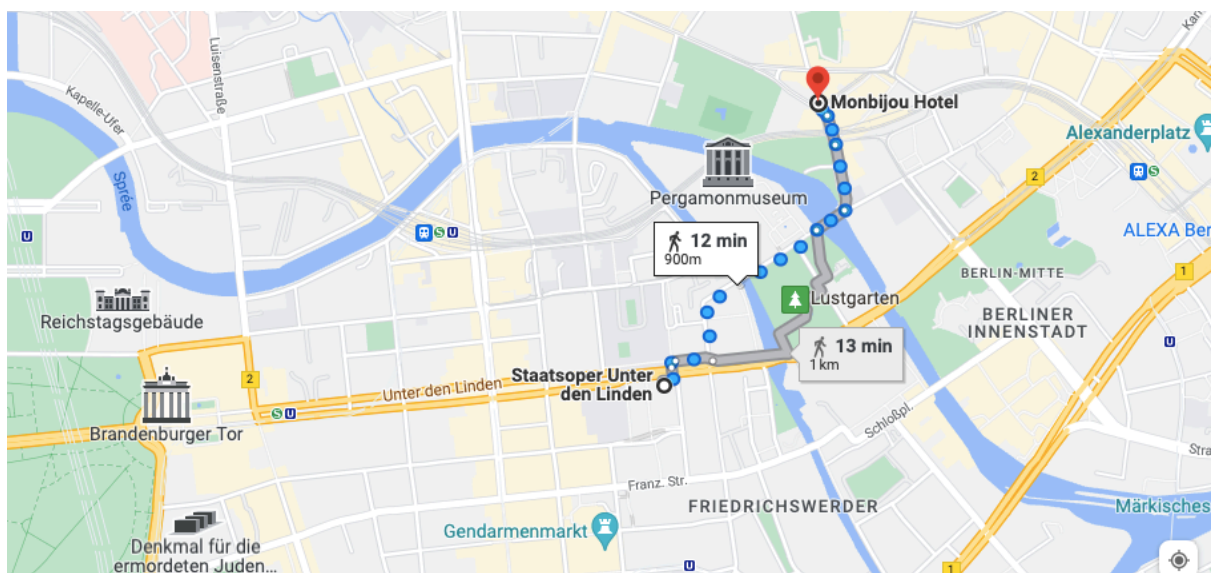 Kapelle-Ufer
Luisenstraße
Monbijou Hotel
Alexanderplatz
S
2
Spree
Pergamonmuseum
U
S U
12 min
900m
ALEXA Ber
1
BERLIN-MITTE
Lustgarten
BERLINER
INNENSTADT
Reichstagsgebäude
13 min
1 km
U
2
Staatsoper Unter
den Linden
Unter den Linden
S U
Brandenburger Tor
Schloßpl.
Stra
Franz. Str.
FRIEDRICHSWERDER
Märkisches
Gendarmenmarkt
Denkmal für die
ermordeten Juden...
U
1